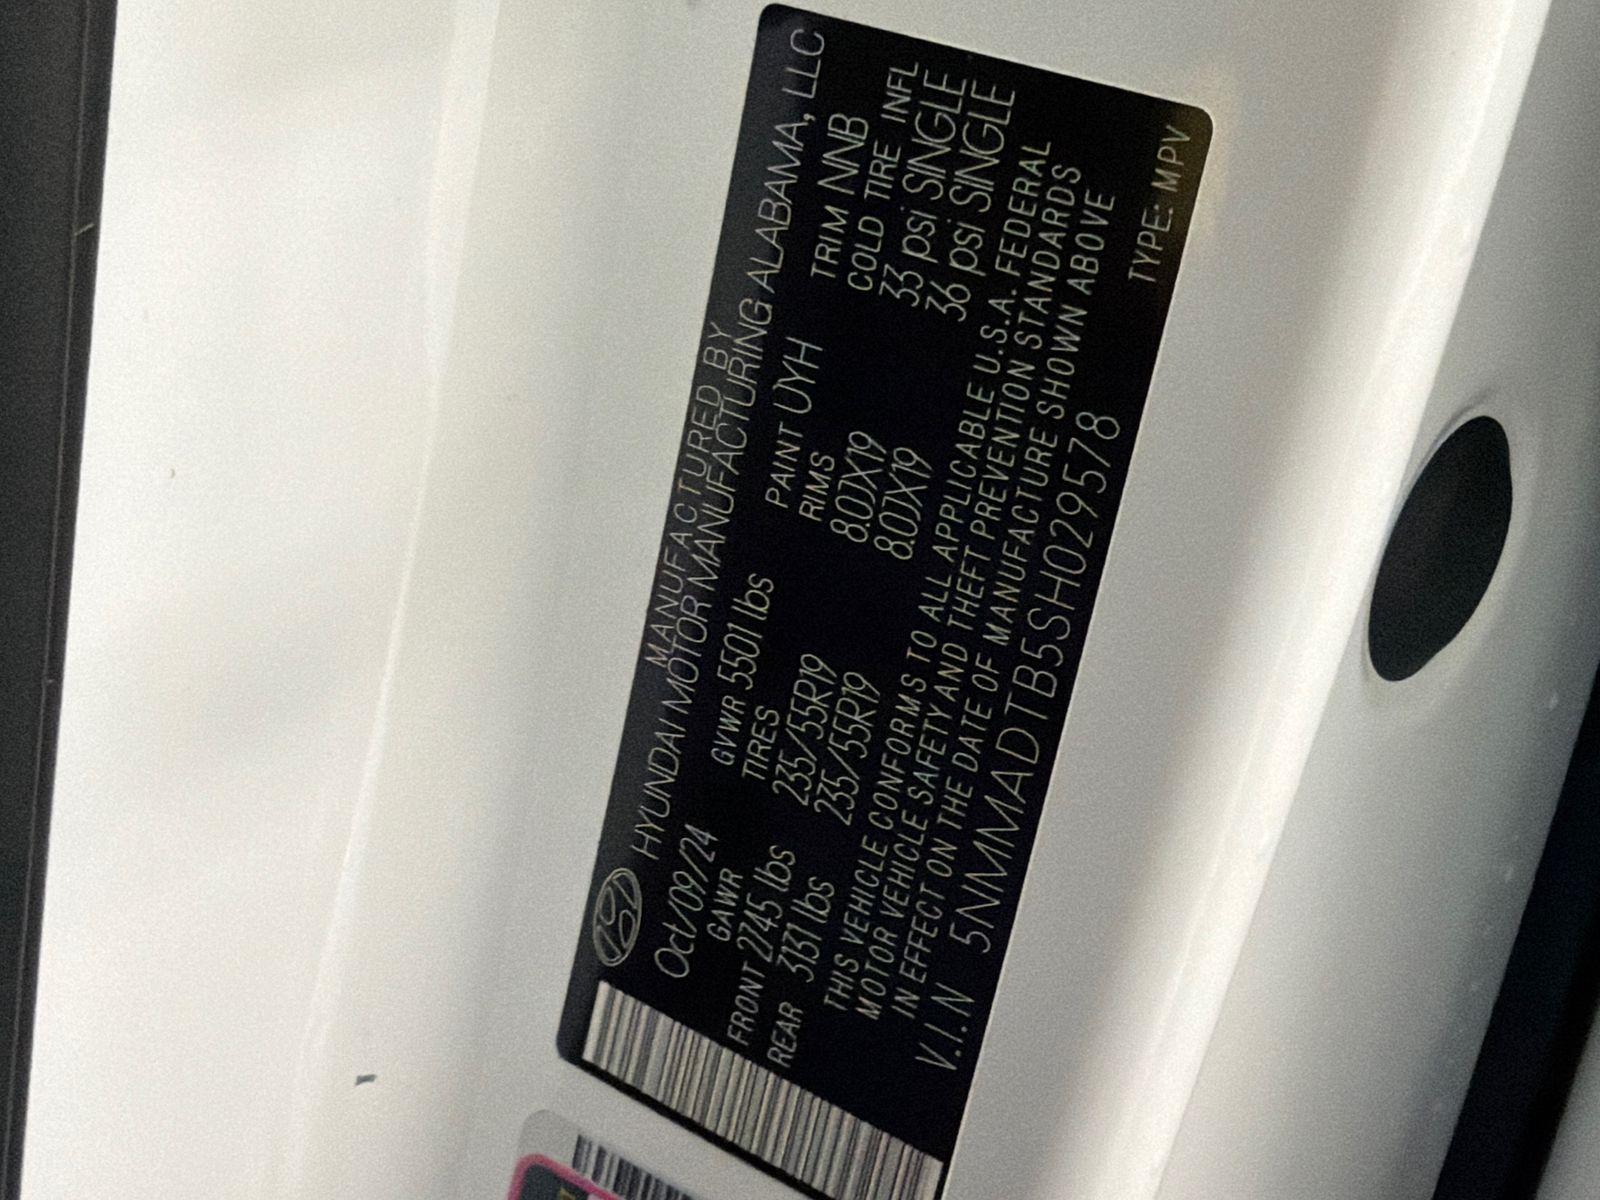 MANUFACTURED BY
HYUNDAI MOTOR MANUFACTURING ALABAMA, LLC
Oct/09/24 GVWR 5501 lbs PAINT UYH TRIM NNB
GAWR TIRES RIMS COLD TIRE INFL
FRONT 2745 lbs 235/55R19 8.0JX19 33 psi SINGLE
REAR 3131 lbs 235/55R19 8.0JX19 36 psi SINGLE
THIS VEHICLE CONFORMS TO ALL APPLICABLE U.S.A. FEDERAL
MOTOR VEHICLE SAFETY AND THEFT PREVENTION STANDARDS
IN EFFECT ON THE DATE OF MANUFACTURE SHOWN ABOVE
V.I.N 5NMMADTB5SH029578
TYPE: MPV